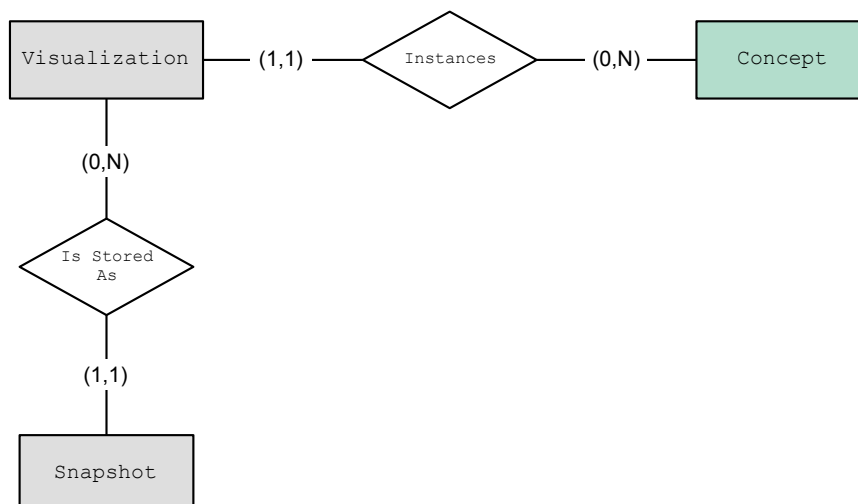 Visualization
(1,1)
Instances
(0,N)
Concept
(0,N)
Is Stored
As
(1,1)
Snapshot